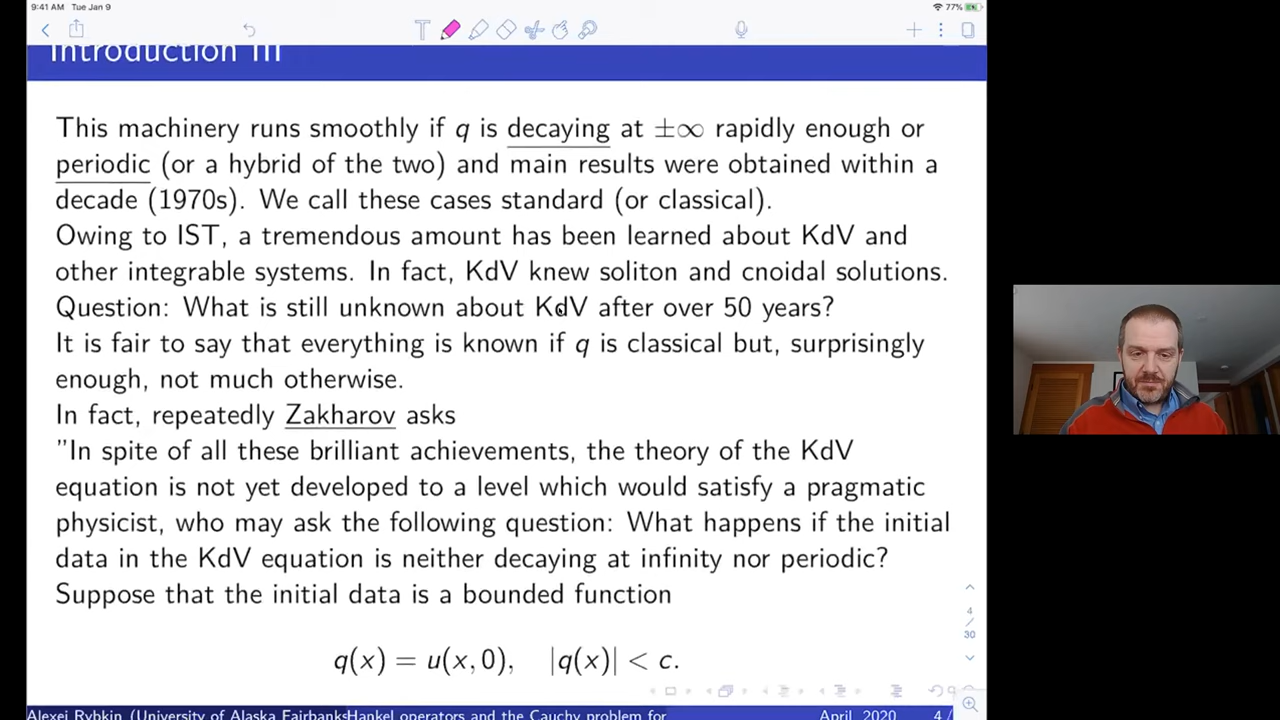 9:41 AM Tue Jan 9
77%
Introduction III
This machinery runs smoothly if q is decaying at ±∞ rapidly enough or
periodic (or a hybrid of the two) and main results were obtained within a
decade (1970s). We call these cases standard (or classical).
Owing to IST, a tremendous amount has been learned about KdV and
other integrable systems. In fact, KdV knew soliton and cnoidal solutions.
Question: What is still unknown about KdV after over 50 years?
It is fair to say that everything is known if q is classical but, surprisingly
enough, not much otherwise.
In fact, repeatedly Zakharov asks
"In spite of all these brilliant achievements, the theory of the KdV
equation is not yet developed to a level which would satisfy a pragmatic
physicist, who may ask the following question: What happens if the initial
data in the KdV equation is neither decaying at infinity nor periodic?
Suppose that the initial data is a bounded function
q(x) = u(x, 0), |q(x)| < c.
4
/
30
Alexei Rybkin (University of Alaska Fairbanks Hankel operators and the Cauchy problem for April, 2020 4 /